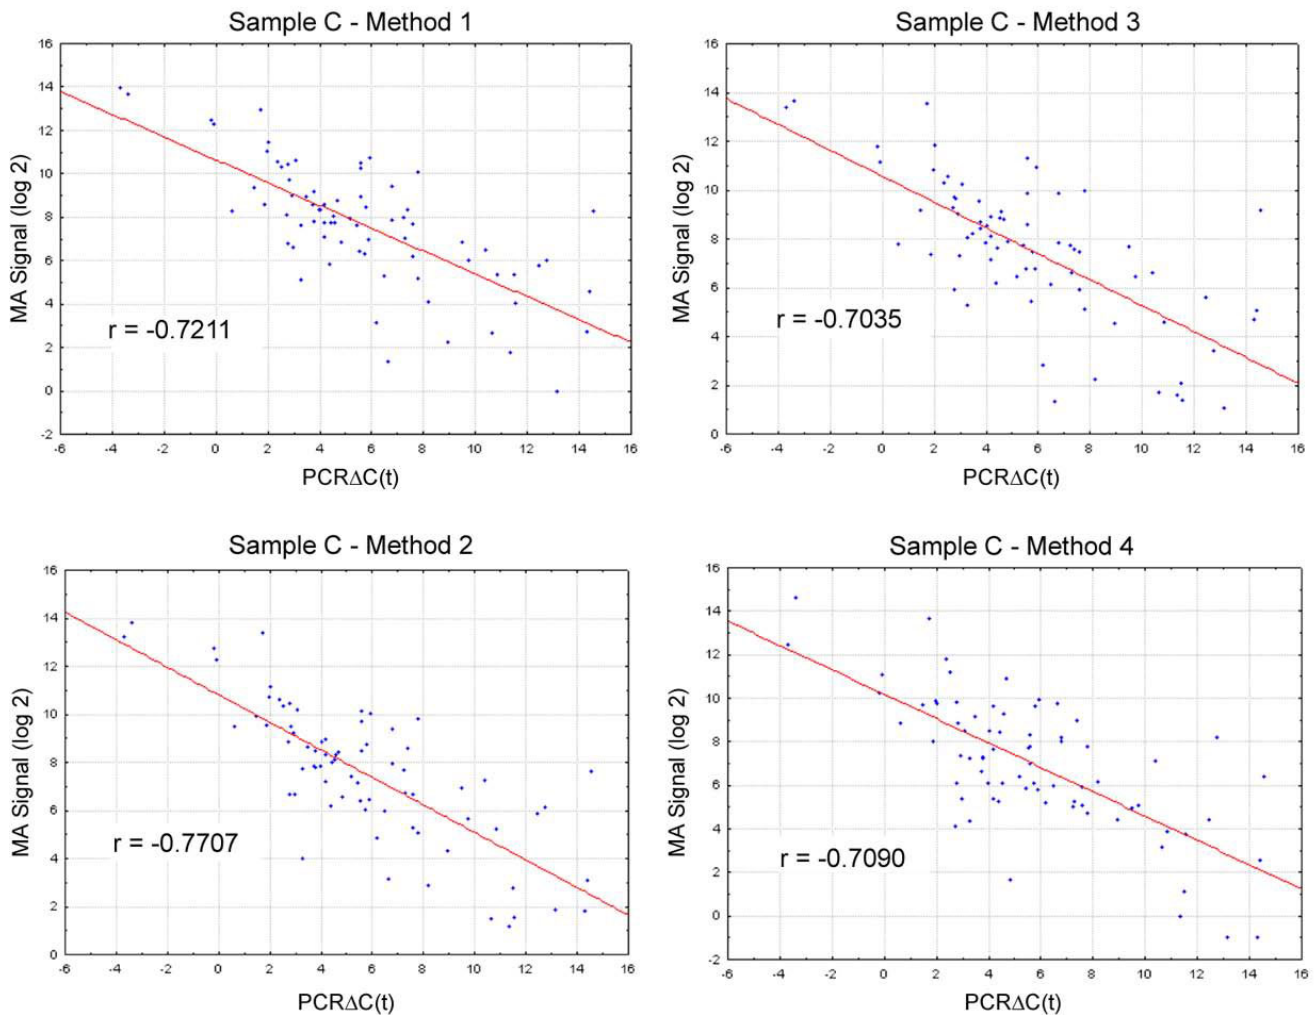 Sample C - Method 1
16
14
12
10
8
6
4
2
0
-2
MA Signal (log 2)
r = -0.7211
-6 -4 -2 0 2 4 6 8 10 12 14 16
PCRΔC(t)
Sample C - Method 3
16
14
12
10
8
6
4
2
0
MA Signal (log 2)
r = -0.7035
-6 -4 -2 0 2 4 6 8 10 12 14 16
PCRΔC(t)
Sample C - Method 2
16
14
12
10
8
6
4
2
0
MA Signal (log 2)
r = -0.7707
-6 -4 -2 0 2 4 6 8 10 12 14 16
PCRΔC(t)
Sample C - Method 4
16
14
12
10
8
6
4
2
0
-2
MA Signal (log 2)
r = -0.7090
-6 -4 -2 0 2 4 6 8 10 12 14 16
PCRΔC(t)